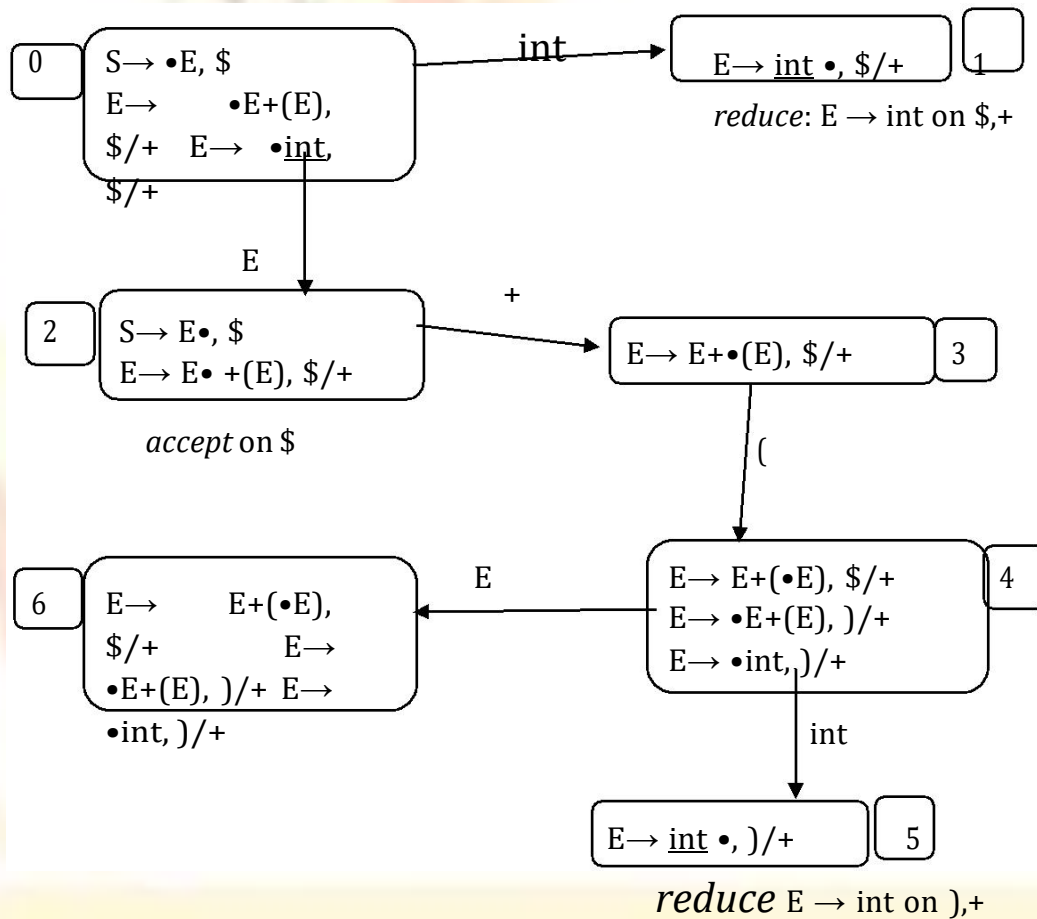 0
S→ •E, $
E→ •E+(E),
$/+ E→ •int,
$/+
int
E→ int •, $/+
1
reduce: E → int on $,+
E
2
S→ E•, $
E→ E• +(E), $/+
accept on $
+
E→ E+•(E), $/+
3
(
6
E→ E+(•E),
$/+ E→
•E+(E), )/+ E→
•int, )/+
E
E→ E+(•E), $/+
E→ •E+(E), )/+
E→ •int, )/+
4
int
E→ int •, )/+
5
reduce E → int on ),+